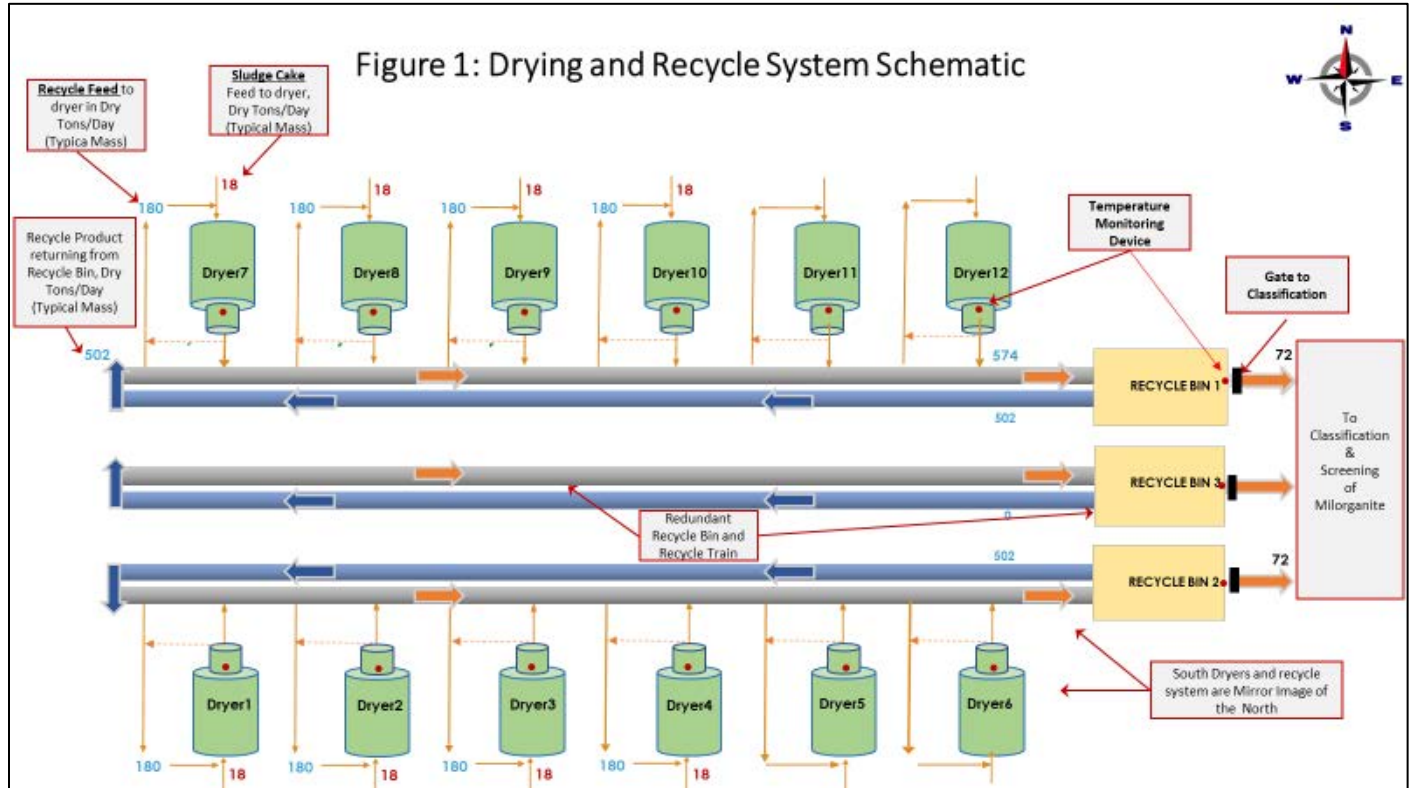 Figure 1: Drying and Recycle System Schematic
N
W
E
S
Recycle Feed to
dryer in Dry
Tons/Day
(Typica Mass)
Sludge Cake
Feed to dryer,
Dry Tons/Day
(Typical Mass)
18
18
18
18
180
180
180
180
Temperature
Monitoring
Device
Gate to
Classification
Recycle Product
returning from
Recycle Bin, Dry
Tons/Day
(Typical Mass)
Dryer7
Dryer8
Dryer9
Dryer10
Dryer11
Dryer12
502
574
72
RECYCLE BIN 1
502
To
Classification
&
Screening
of
Milorganite
RECYCLE BIN 3
Redundant
Recycle Bin and
Recycle Train
0
502
72
RECYCLE BIN 2
South Dryers and recycle
system are Mirror Image of
the North
Dryer1
Dryer2
Dryer3
Dryer4
Dryer5
Dryer6
180
18
180
18
180
18
180
18